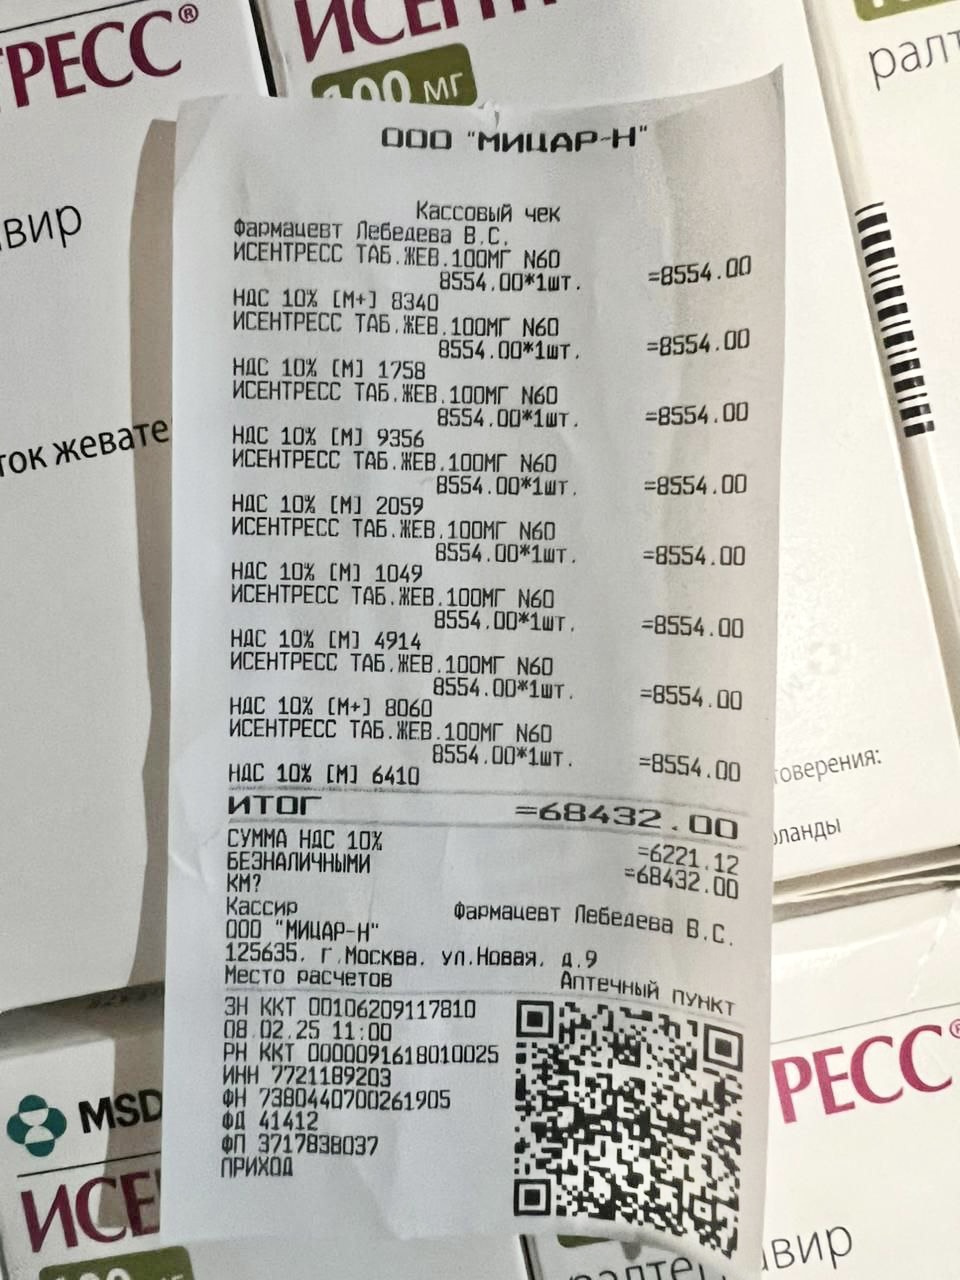 ТРЕСС®
ИСЕНТ
100 мг
рал
вир
ток жевате
ООО "МИЦАР-Н"
Кассовый чек
Фармацевт Лебедева В.С.
ИСЕНТРЕСС ТАБ.ЖЕВ.100МГ N60
8554.00*1шт. =8554.00
НДС 10% [М+] 8340
ИСЕНТРЕСС ТАБ.ЖЕВ.100МГ N60
8554.00*1шт. =8554.00
НДС 10% [М] 1758
ИСЕНТРЕСС ТАБ.ЖЕВ.100МГ N60
8554.00*1шт. =8554.00
НДС 10% [М] 9356
ИСЕНТРЕСС ТАБ.ЖЕВ.100МГ N60
8554.00*1шт. =8554.00
НДС 10% [М] 2059
ИСЕНТРЕСС ТАБ.ЖЕВ.100МГ N60
8554.00*1шт. =8554.00
НДС 10% [М] 1049
ИСЕНТРЕСС ТАБ.ЖЕВ.100МГ N60
8554.00*1шт. =8554.00
НДС 10% [М] 4914
ИСЕНТРЕСС ТАБ.ЖЕВ.100МГ N60
8554.00*1шт. =8554.00
НДС 10% [М+] 8060
ИСЕНТРЕСС ТАБ.ЖЕВ.100МГ N60
8554.00*1шт. =8554.00
НДС 10% [М] 6410
ИТОГ =68432.00
СУММА НДС 10% =6221.12
БЕЗНАЛИЧНЫМИ =68432.00
КМ?
Кассир Фармацевт Лебедева В.С.
ООО "МИЦАР-Н"
125635, г.Москва, ул.Новая, д.9
Место расчетов Аптечный пункт
ЗН ККТ 00106209117810
08.02.25 11:00
РН ККТ 0000091618010025
ИНН 7721189203
ФН 7380440700261905
ФД 41412
ФП 3717838037
ПРИХОД
товерения:
рланды
MSD
ИСЕ
РЕСС®
авир